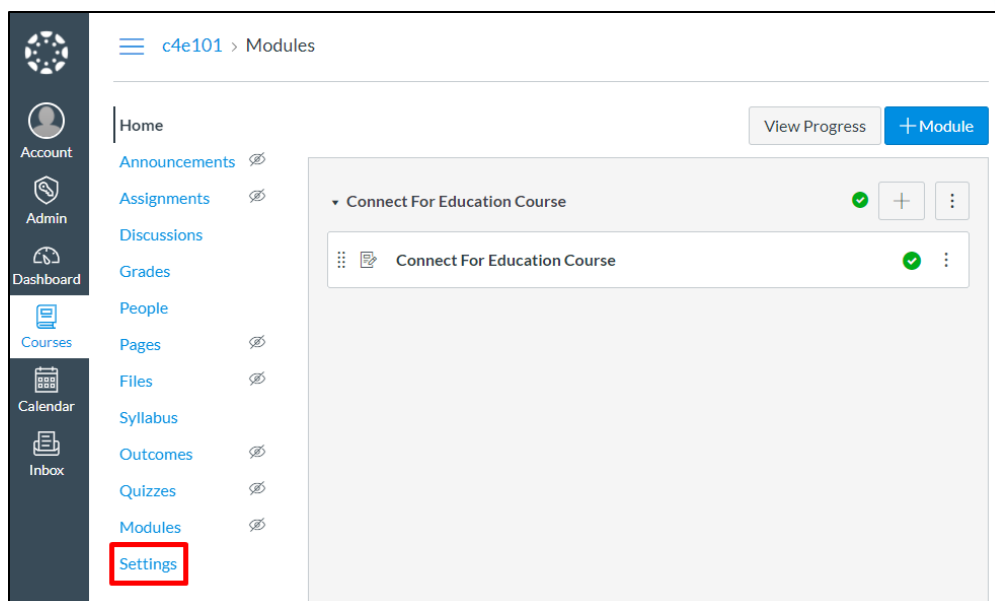 c4e101 > Modules
Account
Admin
Dashboard
Courses
Calendar
Inbox
Home
Announcements
Assignments
Discussions
Grades
People
Pages
Files
Syllabus
Outcomes
Quizzes
Modules
Settings
View Progress
+ Module
Connect For Education Course
Connect For Education Course